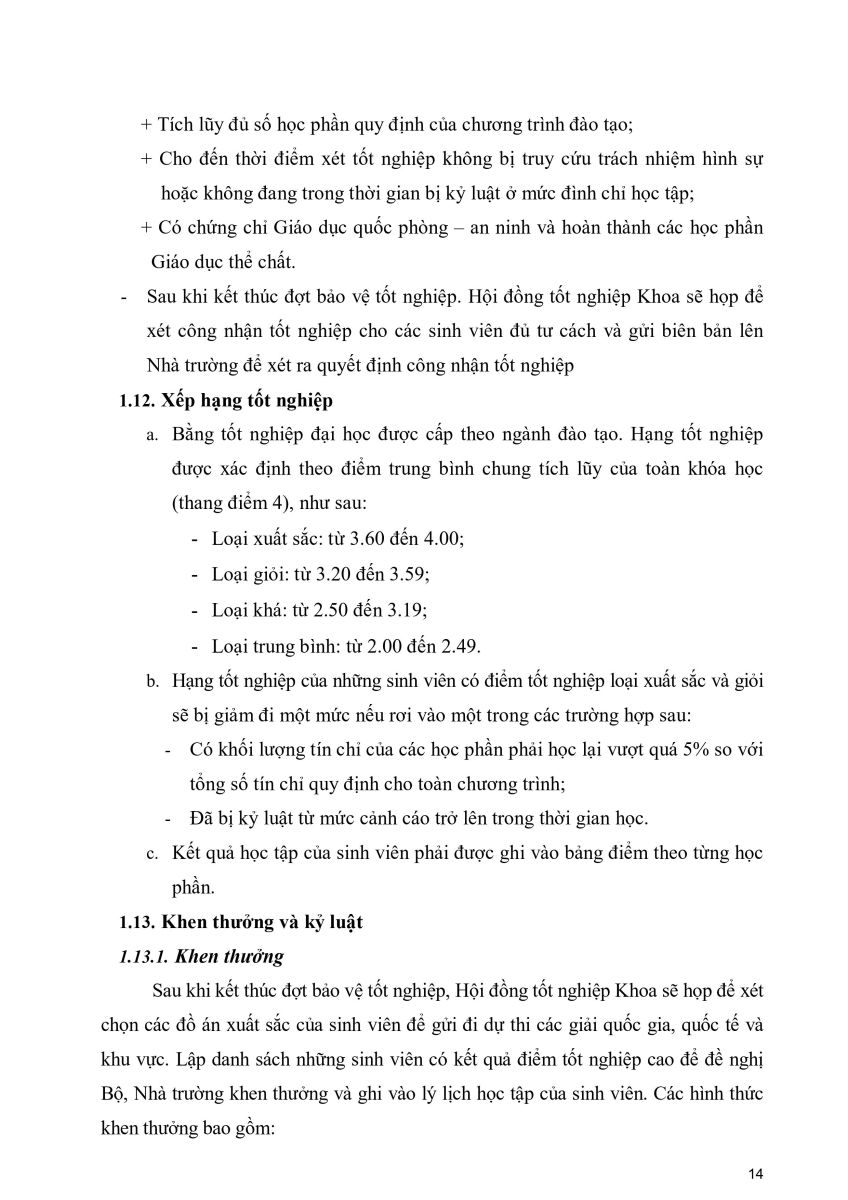 + Tích lũy đủ số học phần quy định của chương trình đào tạo;
+ Cho đến thời điểm xét tốt nghiệp không bị truy cứu trách nhiệm hình sự
hoặc không đang trong thời gian bị kỷ luật ở mức đình chỉ học tập;
+ Có chứng chỉ Giáo dục quốc phòng – an ninh và hoàn thành các học phần
Giáo dục thể chất.
- Sau khi kết thúc đợt bảo vệ tốt nghiệp. Hội đồng tốt nghiệp Khoa sẽ họp để
xét công nhận tốt nghiệp cho các sinh viên đủ tư cách và gửi biên bản lên
Nhà trường để xét ra quyết định công nhận tốt nghiệp
1.12. Xếp hạng tốt nghiệp
a. Bằng tốt nghiệp đại học được cấp theo ngành đào tạo. Hạng tốt nghiệp
được xác định theo điểm trung bình chung tích lũy của toàn khóa học
(thang điểm 4), như sau:
- Loại xuất sắc: từ 3.60 đến 4.00;
- Loại giỏi: từ 3.20 đến 3.59;
- Loại khá: từ 2.50 đến 3.19;
- Loại trung bình: từ 2.00 đến 2.49.
b. Hạng tốt nghiệp của những sinh viên có điểm tốt nghiệp loại xuất sắc và giỏi
sẽ bị giảm đi một mức nếu rơi vào một trong các trường hợp sau:
- Có khối lượng tín chỉ của các học phần phải học lại vượt quá 5% so với
tổng số tín chỉ quy định cho toàn chương trình;
- Đã bị kỷ luật từ mức cảnh cáo trở lên trong thời gian học.
c. Kết quả học tập của sinh viên phải được ghi vào bảng điểm theo từng học
phần.
1.13. Khen thưởng và kỷ luật
1.13.1. Khen thưởng
Sau khi kết thúc đợt bảo vệ tốt nghiệp, Hội đồng tốt nghiệp Khoa sẽ họp để xét
chọn các đồ án xuất sắc của sinh viên để gửi đi dự thi các giải quốc gia, quốc tế và
khu vực. Lập danh sách những sinh viên có kết quả điểm tốt nghiệp cao để đề nghị
Bộ, Nhà trường khen thưởng và ghi vào lý lịch học tập của sinh viên. Các hình thức
khen thưởng bao gồm:
14